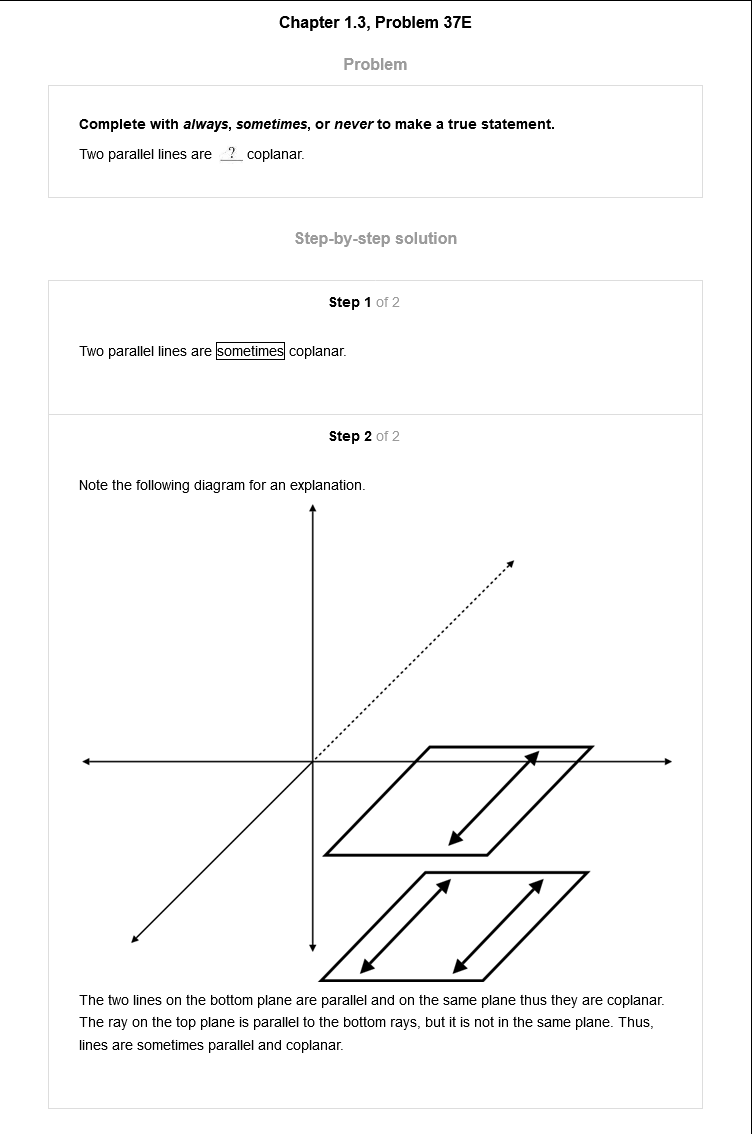 Chapter 1.3, Problem 37E
Problem
Complete with always, sometimes, or never to make a true statement.
Two parallel lines are ? coplanar.
Step-by-step solution
Step 1 of 2
Two parallel lines are sometimes coplanar.
Step 2 of 2
Note the following diagram for an explanation.
The two lines on the bottom plane are parallel and on the same plane thus they are coplanar.
The ray on the top plane is parallel to the bottom rays, but it is not in the same plane. Thus,
lines are sometimes parallel and coplanar.